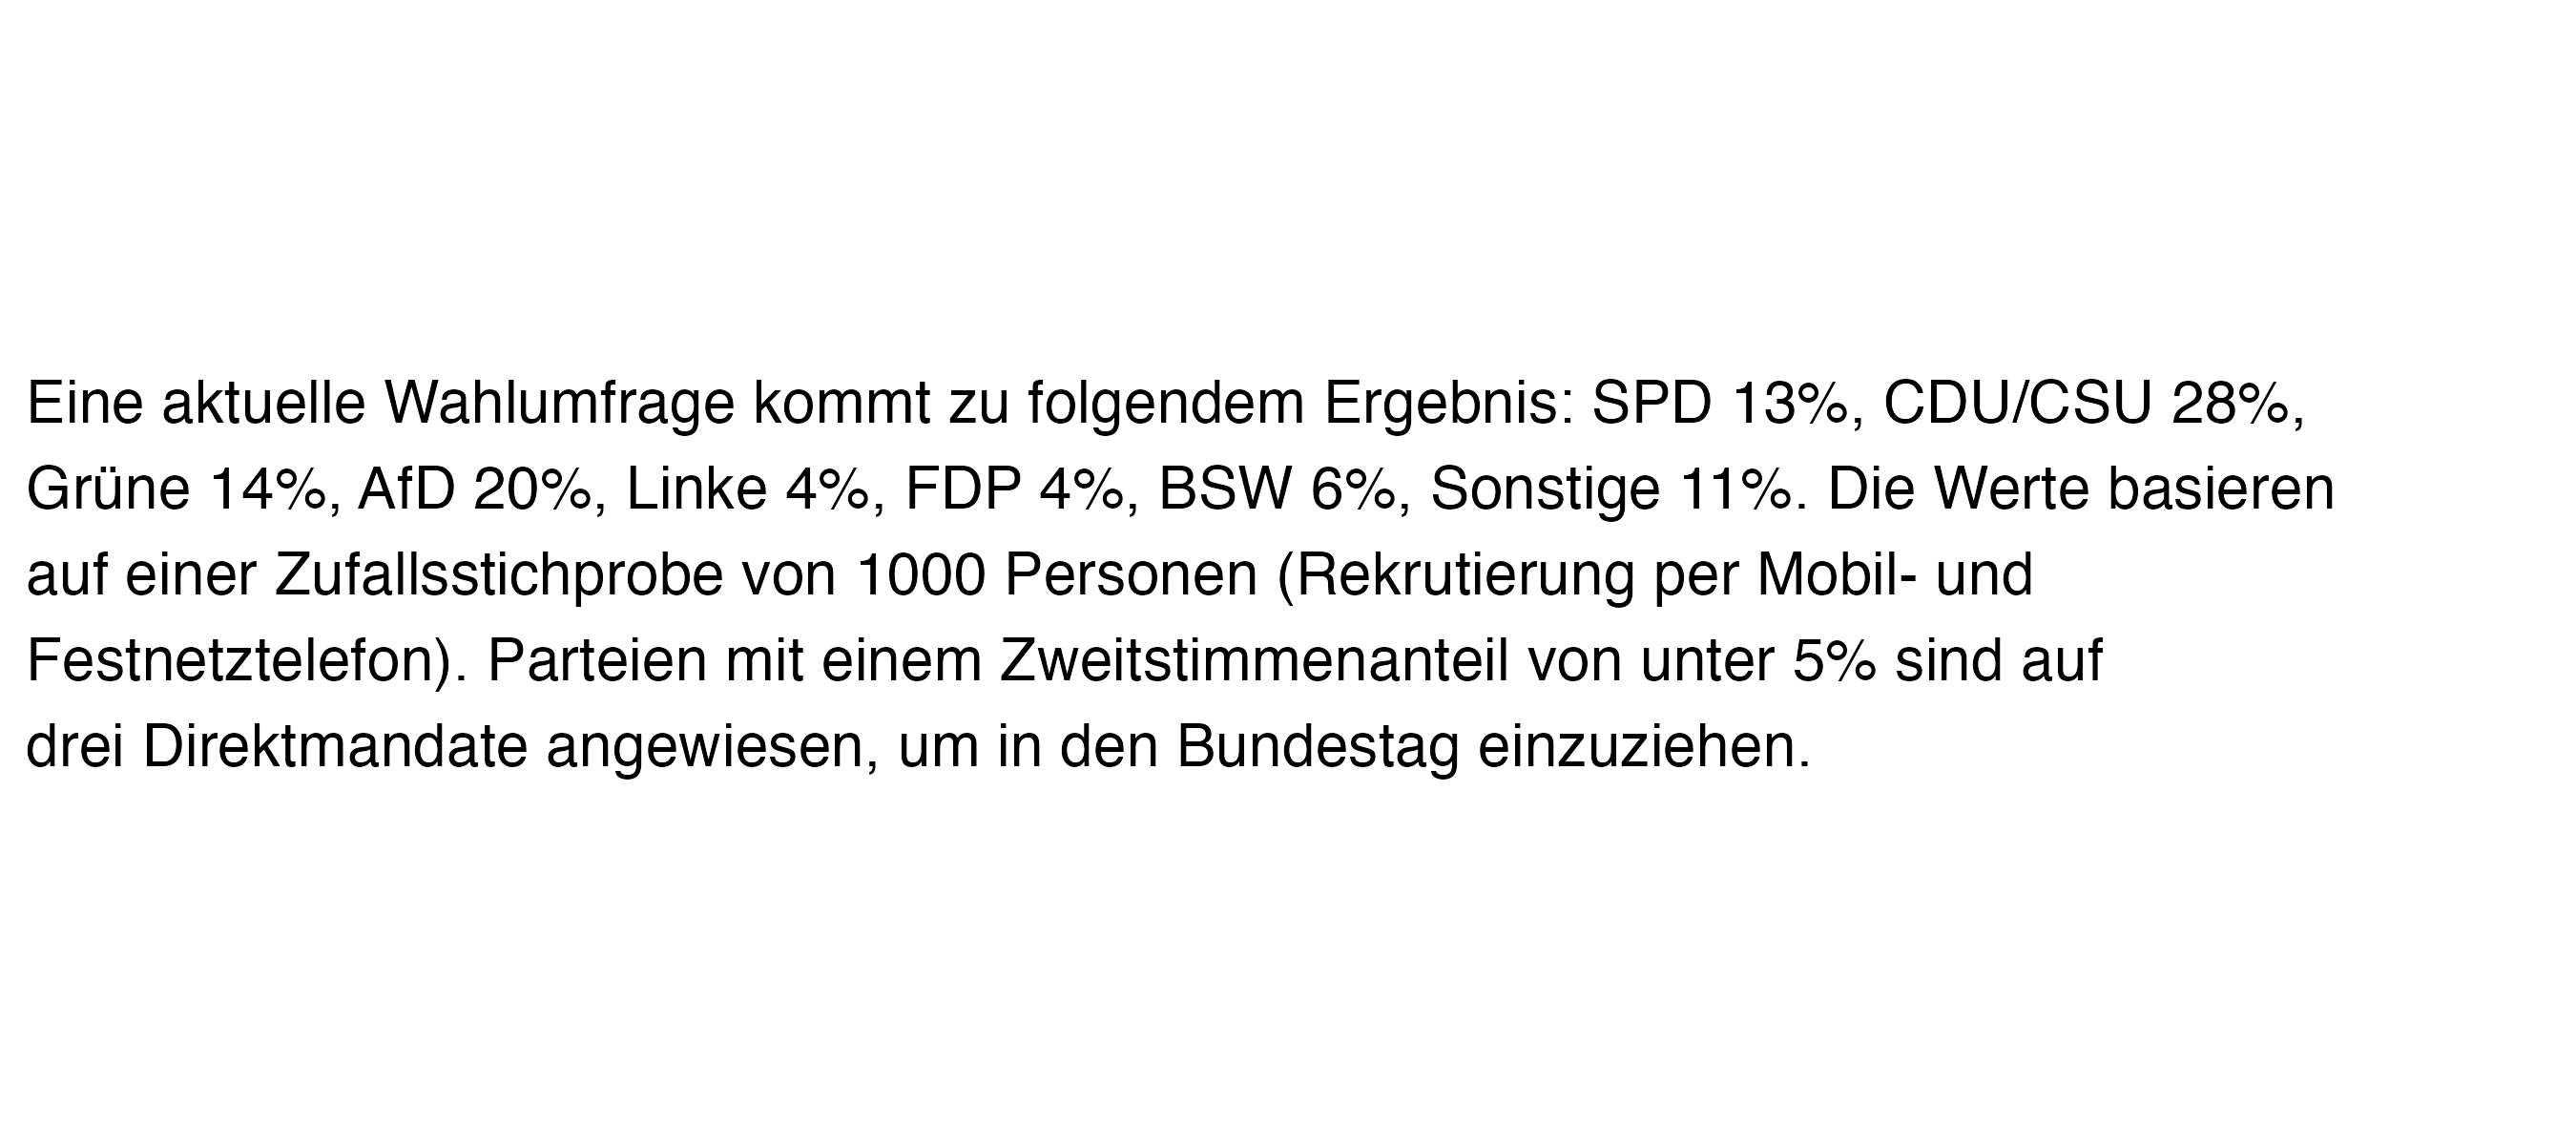 Eine aktuelle Wahlumfrage kommt zu folgendem Ergebnis: SPD 13%, CDU/CSU 28%,
Grüne 14%, AfD 20%, Linke 4%, FDP 4%, BSW 6%, Sonstige 11%. Die Werte basieren
auf einer Zufallsstichprobe von 1000 Personen (Rekrutierung per Mobil- und
Festnetztelefon). Parteien mit einem Zweitstimmenanteil von unter 5% sind auf
drei Direktmandate angewiesen, um in den Bundestag einzuziehen.